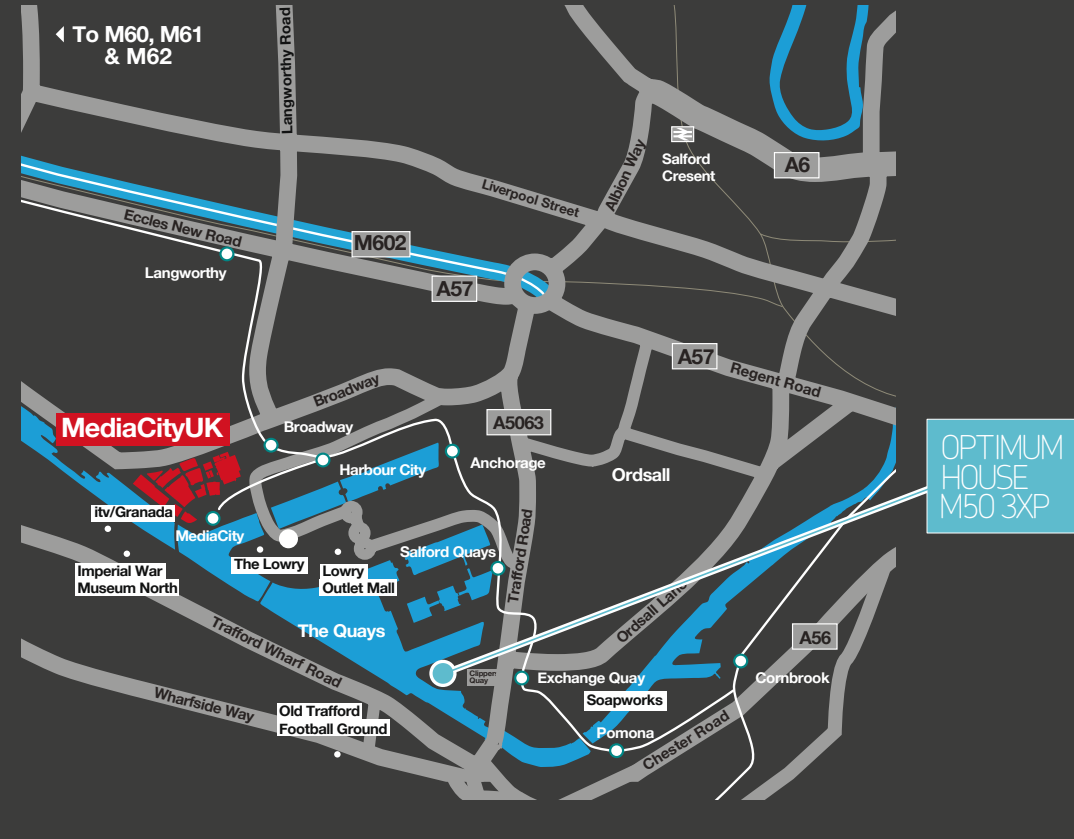 To M60, M61
& M62
Langworthy Road
Salford
Cresent
A6
Albion Way
Liverpool Street
Eccles New Road
M602
Langworthy
A57
A57
Regent Road
Broadway
MediaCityUK
Broadway
A5063
Harbour City
Anchorage
Ordsall
OPTIMUM
HOUSE
M50 3XP
itv/Granada
MediaCity
The Lowry
Salford Quays
Trafford Road
Imperial War
Museum North
Lowry
Outlet Mall
The Quays
Ordsall Lane
Trafford Wharf Road
A56
Clippers
Quay
Exchange Quay
Cornbrook
Wharfside Way
Soapworks
Old Trafford
Football Ground
Pomona
Chester Road